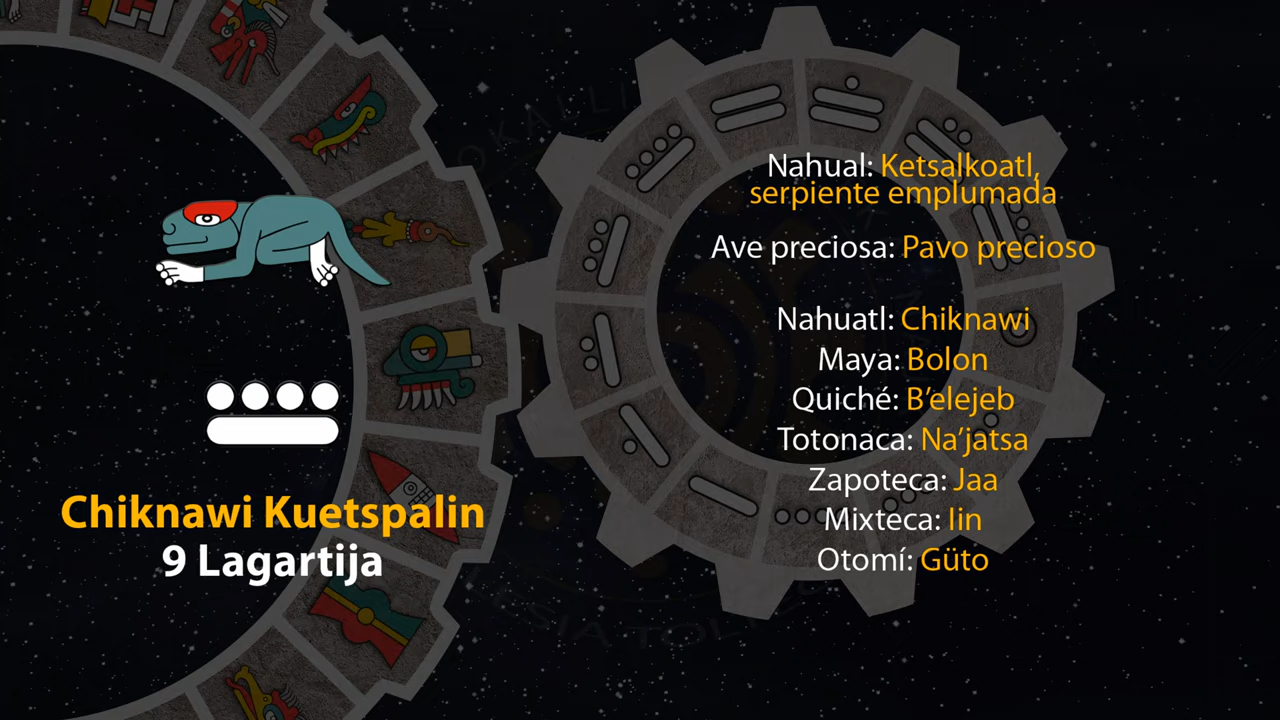 Nahual: Ketsalkoatl,
serpiente emplumada
Ave preciosa: Pavo precioso
Nahuatl: Chiknawi
Maya: Bolon
Quiché: B’elejeb
Totonaca: Na’jatsa
Zapoteca: Jaa
Mixteca: Iin
Otomí: Güto
Chiknawi Kuetspalin
9 Lagartija